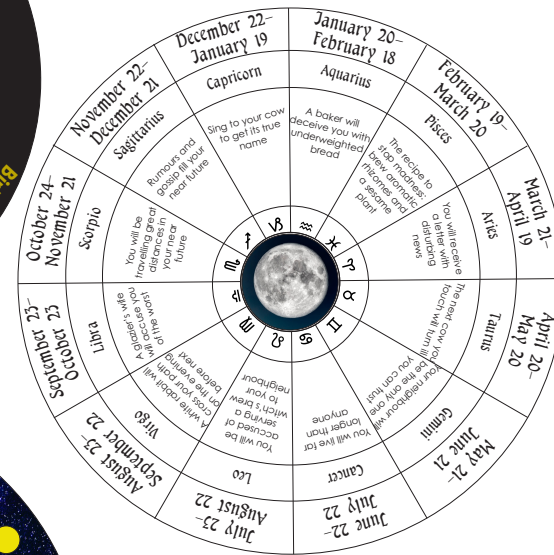 December 22–
January 19
Capricorn
Sing to your cow
to get its true
name
January 20–
February 18
Aquarius
A baker will
deceive you with
underweighted
bread
February 19–
March 20
Pisces
The recipe to
stop madness:
brew aromatic
rhizomes and
a sesame
plant
March 21–
April 19
Aries
You will receive
a letter with
disturbing
news
April 20–
May 20
Taurus
The next cow you
touch will turn ill
May 21–
June 21
Gemini
Your neighbour will
be the only one
you can trust
June 22–
July 22
Cancer
You will live far
longer than
anyone
July 23–
August 22
Leo
You will be
accused of
serving a
witch's brew
to your
neighbour
August 23–
September 22
Virgo
A white rabbit will
cross your path
on the evening
before next
September 23–
October 23
Libra
A glazier's wife
will accuse you
of the worst
October 24–
November 21
Scorpio
You will be
travelling great
distances in
your near
future
November 22–
December 21
Sagittarius
Rumours and
gossip fill your
near future